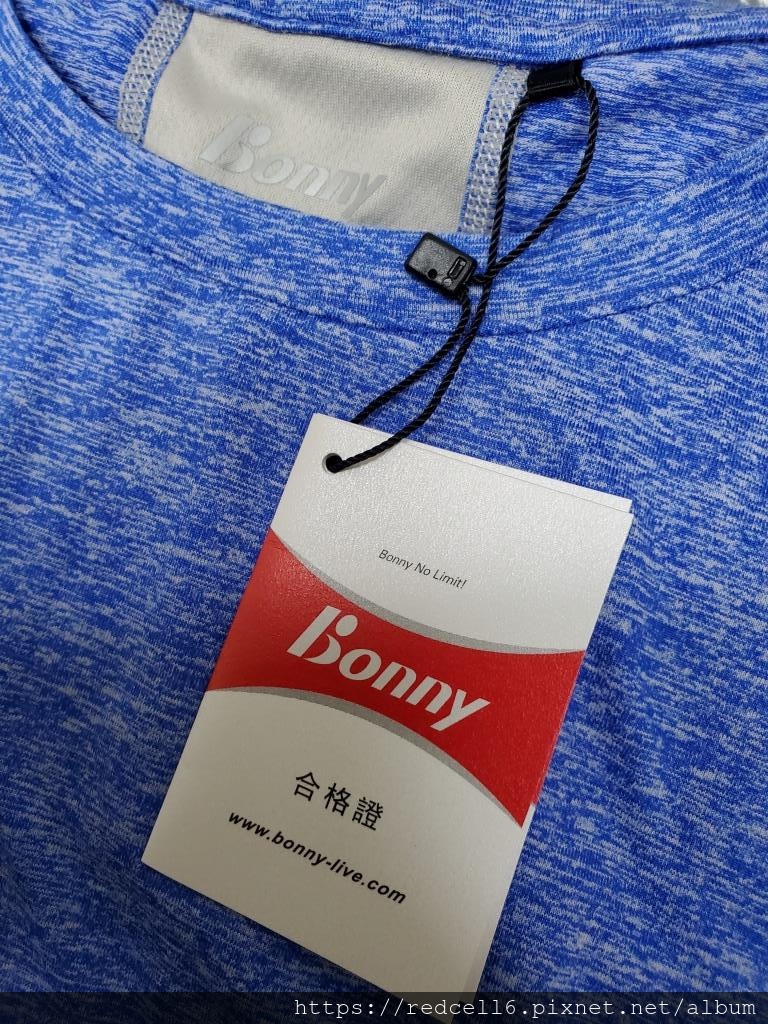 Bonny
Bonny No Limit!
Bonny
合格證
www.bonny-live.com
https://redcell6.pixnet.net/album